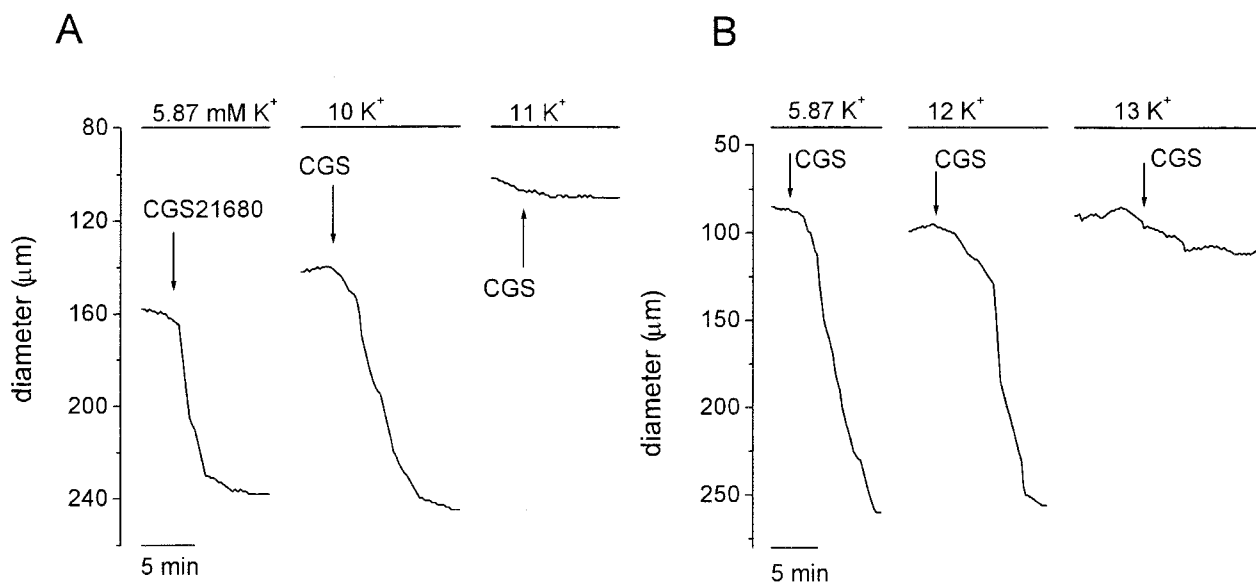 A
5.87 mM K⁺
10 K⁺
11 K⁺
80
120
160
200
240
diameter (μm)
CGS21680
CGS
CGS
5 min
B
5.87 K⁺
12 K⁺
13 K⁺
50
100
150
200
250
diameter (μm)
CGS
CGS
CGS
5 min